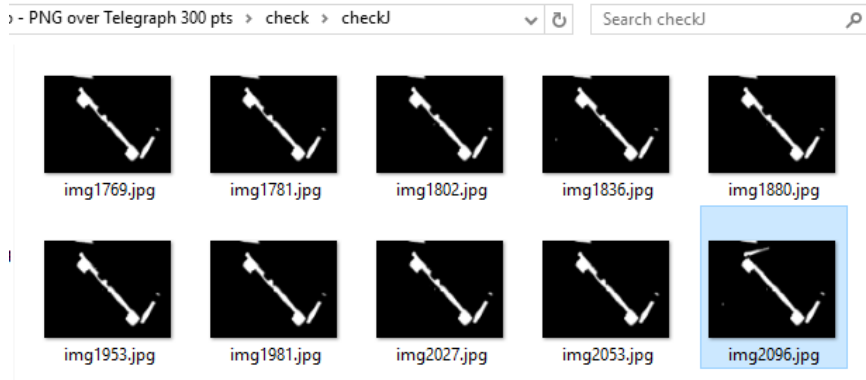 - PNG over Telegraph 300 pts > check > checkJ
Search checkJ
img1769.jpg
img1781.jpg
img1802.jpg
img1836.jpg
img1880.jpg
img1953.jpg
img1981.jpg
img2027.jpg
img2053.jpg
img2096.jpg